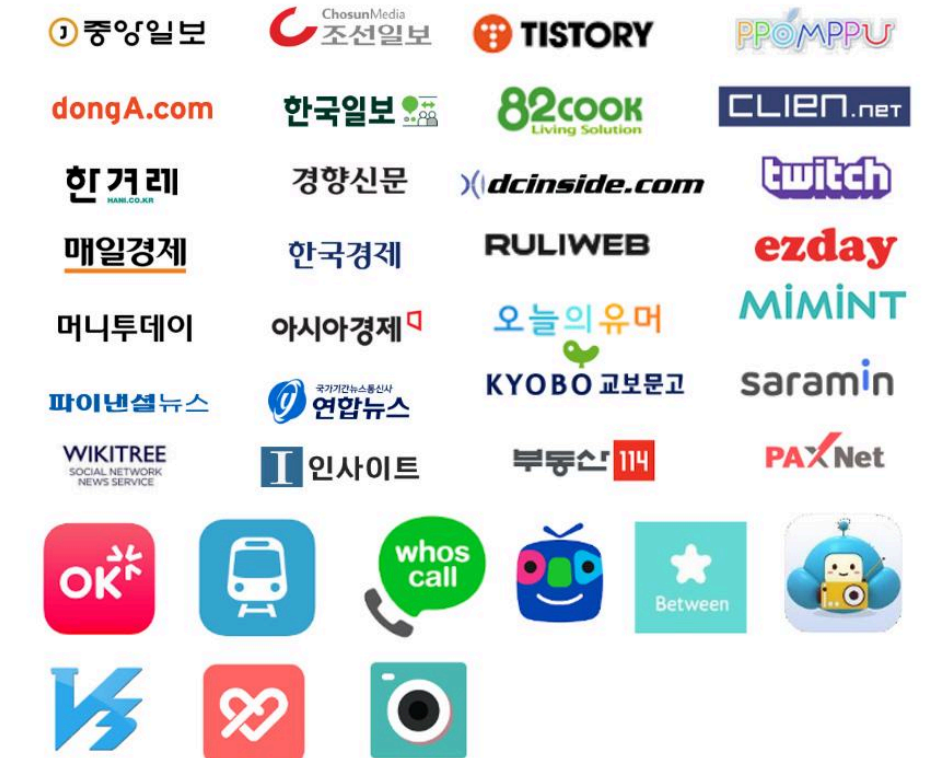 J 중앙일보
ChosunMedia
조선일보
TISTORY
PPOMPPU
dongA.com
한국일보
82cook
Living Solution
CLIEN.NET
한겨레
HANI.CO.KR
경향신문
dcinside.com
twitch
매일경제
한국경제
RULIWEB
ezday
머니투데이
아시아경제
오늘의유머
MiMiNT
파이낸셜뉴스
국가기간뉴스통신사
연합뉴스
KYOBO 교보문고
saramin
WIKITREE
SOCIAL NETWORK
NEWS SERVICE
I 인사이트
부동산 114
PAXNet
OK
whos
call
Between
V3